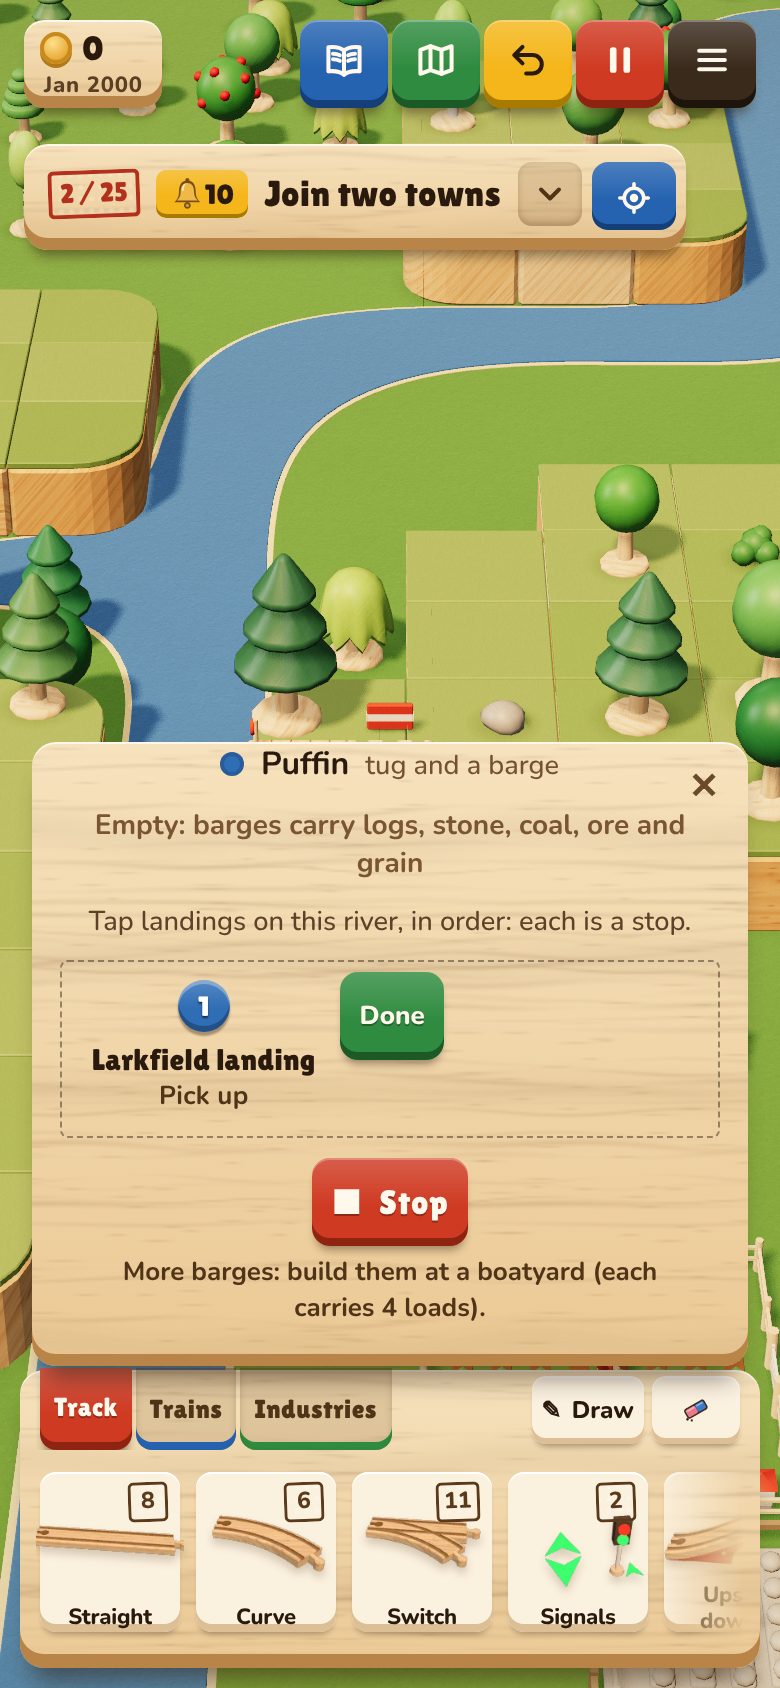 0
Jan 2000
2/25
10
Join two towns
Puffin tug and a barge
Empty: barges carry logs, stone, coal, ore and
grain
Tap landings on this river, in order: each is a stop.
1
Done
Larkfield landing
Pick up
Stop
More barges: build them at a boatyard (each
carries 4 loads).
Track
Trains
Industries
Draw
8
6
11
2
Straight
Curve
Switch
Signals